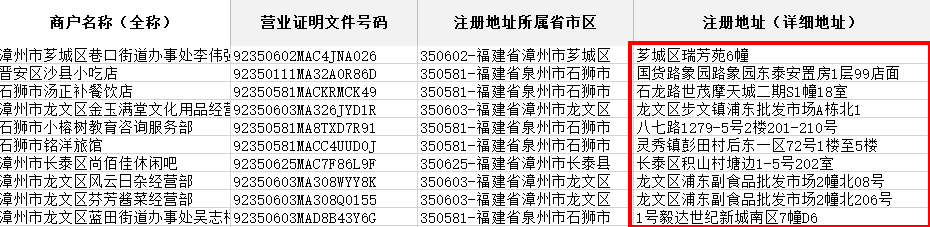 商户名称（全称） 营业证明文件号码 注册地址所属省市区 注册地址（详细地址）
漳州市芗城区巷口街道办事处李伟强 92350602MAC4JNA026 350602-福建省漳州市芗城区 芗城区瑞芳苑6幢
晋安区沙县小吃店 92350111MA32A0R86D 350581-福建省泉州市石狮市 国货路象园路象园东泰安置房1层99店面
石狮市汤正补餐饮店 92350581MACKRMCK49 350581-福建省泉州市石狮市 石龙路世茂摩天城二期S1幢18室
漳州市龙文区金玉满堂文化用品经营 92350603MA326JYD1R 350603-福建省漳州市龙文区 龙文区步文镇浦东批发市场A栋北1
石狮市小榕树教育咨询服务部 92350581MA8TXD7R91 350581-福建省泉州市石狮市 八七路1279-5号2楼201-210号
石狮市铭洋旅馆 92350581MACC4UUD0J 350581-福建省泉州市石狮市 灵秀镇彭田村后东一区72号1楼至5楼
漳州市长泰区尚佰佳休闲吧 92350625MAC7F86L9F 350625-福建省漳州市长泰县 长泰区积山村塘边1-5号202室
漳州市龙文区风云日杂经营部 92350603MA308WYY8K 350603-福建省漳州市龙文区 龙文区浦东副食品批发市场2幢北08号
漳州市龙文区芬芳酱菜经营部 92350603MA308Q0155 350603-福建省漳州市龙文区 龙文区浦东副食品批发市场2幢北206号
漳州市龙文区蓝田街道办事处吴志 92350603MAD8B43Y6G 350581-福建省泉州市石狮市 1号毅达世纪新城南区7幢D6